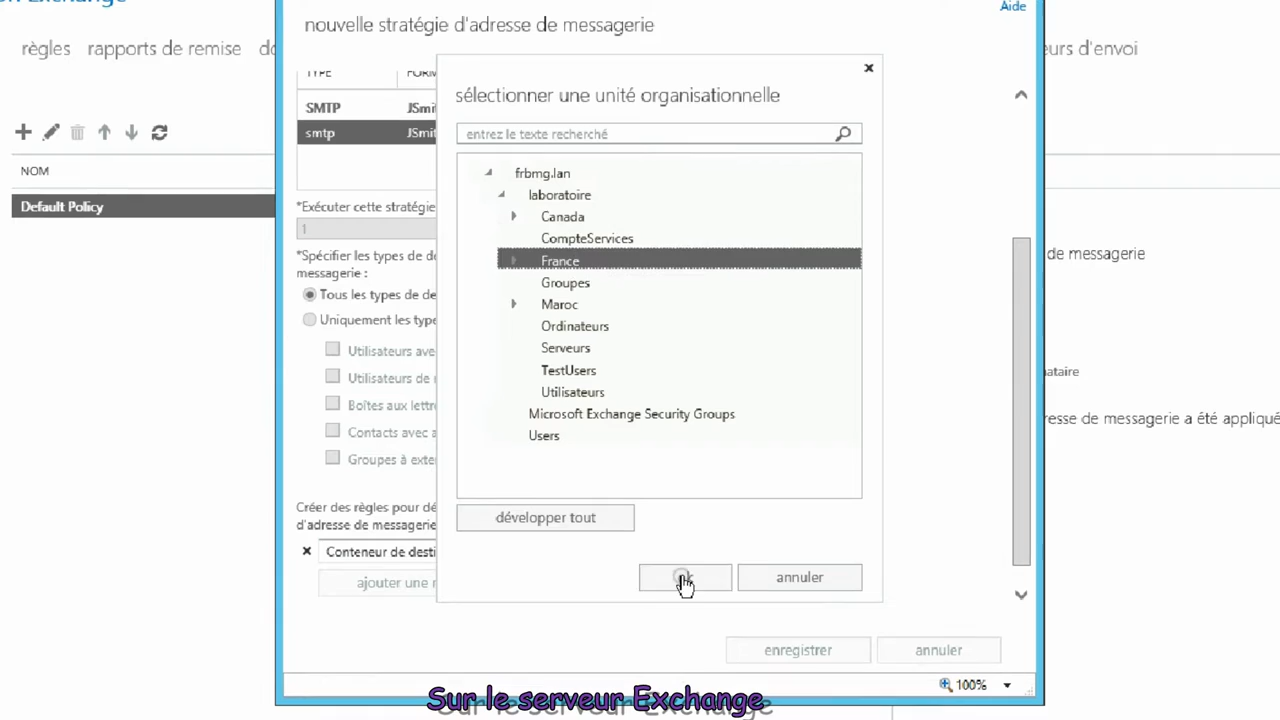 Exchange
Aide
nouvelle stratégie d'adresse de messagerie
règles rapports de remise
eurs d'envoi
TYPE
SMTP JSmi
smtp JSmi
sélectionner une unité organisationnelle
entrez le texte recherché
frbmg.lan
laboratoire
Canada
CompteServices
France
Groupes
Maroc
Ordinateurs
Serveurs
TestUsers
Utilisateurs
Microsoft Exchange Security Groups
Users
développer tout
ok annuler
NOM
Default Policy
*Exécuter cette stratégie
1
*Spécifier les types de de
messagerie :
Tous les types de de
Uniquement les type
Utilisateurs ave
Utilisateurs de
Boîtes aux lettr
Contacts avec a
Groupes à exter
Créer des règles pour dé
d'adresse de messagerie
Conteneur de desti
ajouter une
de messagerie
ataire
resse de messagerie a été appliqué
enregistrer annuler
100%
Sur le serveur Exchange